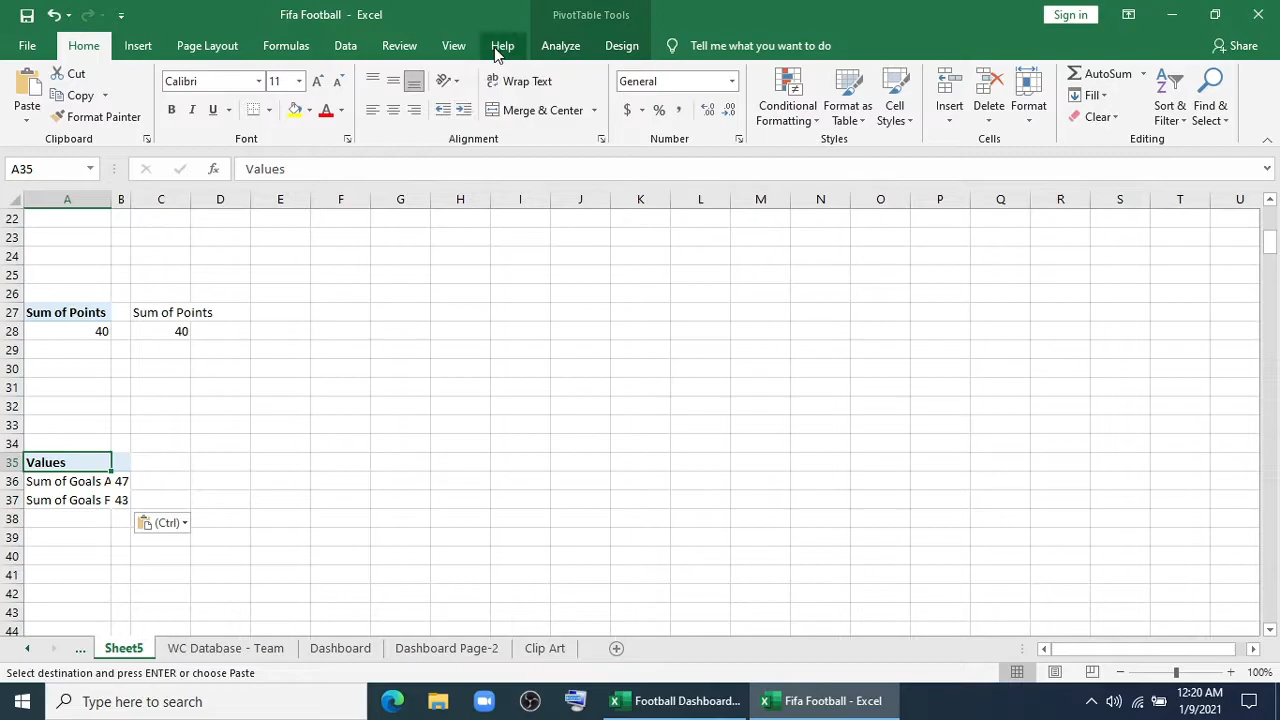 Fifa Football - Excel
PivotTable Tools
Sign in
File
Home
Insert
Page Layout
Formulas
Data
Review
View
Help
Analyze
Design
Tell me what you want to do
Share
Paste
Cut
Copy
Format Painter
Clipboard
Calibri
11
A
A
B
I
U
A
Font
ab
Wrap Text
Merge & Center
Alignment
General
$
%
,
.00
.0
Number
Conditional
Formatting
Format as
Table
Cell
Styles
Styles
Insert
Delete
Format
Cells
AutoSum
Fill
Clear
Sort &
Filter
Find &
Select
Editing
A35
fx
Values
A B C D E F G H I J K L M N O P Q R S T U
22
23
24
25
26
27 Sum of Points Sum of Points
28 40 40
29
30
31
32
33
34
35 Values
36 Sum of Goals A 47
37 Sum of Goals F 43
38 (Ctrl)
39
40
41
42
43
44
...
Sheet5
WC Database - Team
Dashboard
Dashboard Page-2
Clip Art
Select destination and press ENTER or choose Paste
100%
Type here to search
Football Dashboard...
Fifa Football - Excel
12:20 AM
1/9/2021